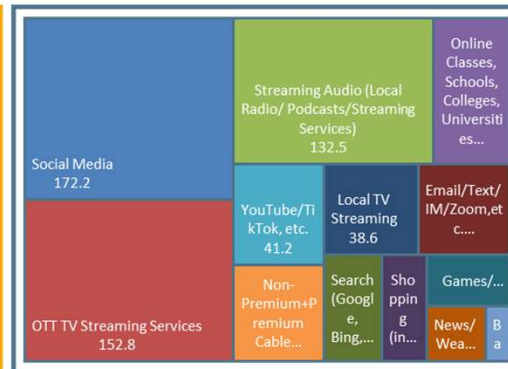 Social Media
172.2
OTT TV Streaming Services
152.8
Streaming Audio (Local
Radio/ Podcasts/Streaming
Services)
132.5
Online
Classes,
Schools,
Colleges,
Universiti
es...
YouTube/Ti
kTok, etc.
41.2
Local TV
Streaming
38.6
Email/Text/
IM/Zoom,et
c....
Non-
Premium+P
remium
Cable...
Search
(Googl
e,
Bing,...
Sho
ppin
g
(in...
Games/...
News/
Wea...
Ba